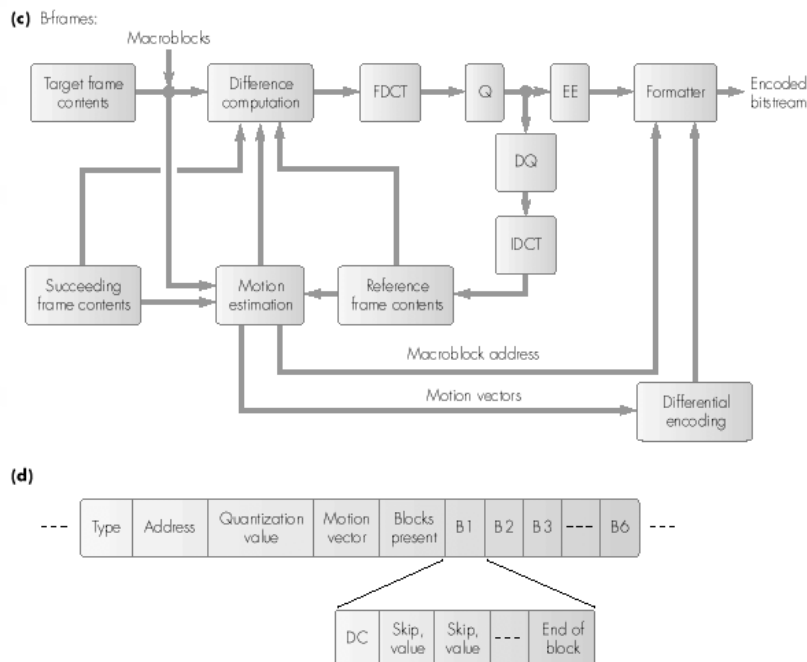 (c) B-frames:
Macroblocks
Target frame
contents
Difference
computation
FDCT
Q
EE
Formatter
Encoded
bitstream
DQ
IDCT
Succeeding
frame contents
Motion
estimation
Reference
frame contents
Macroblock address
Motion vectors
Differential
encoding
(d)
--- Type Address Quantization value Motion vector Blocks present B1 B2 B3 --- B6 ---
DC Skip, value Skip, value --- End of block